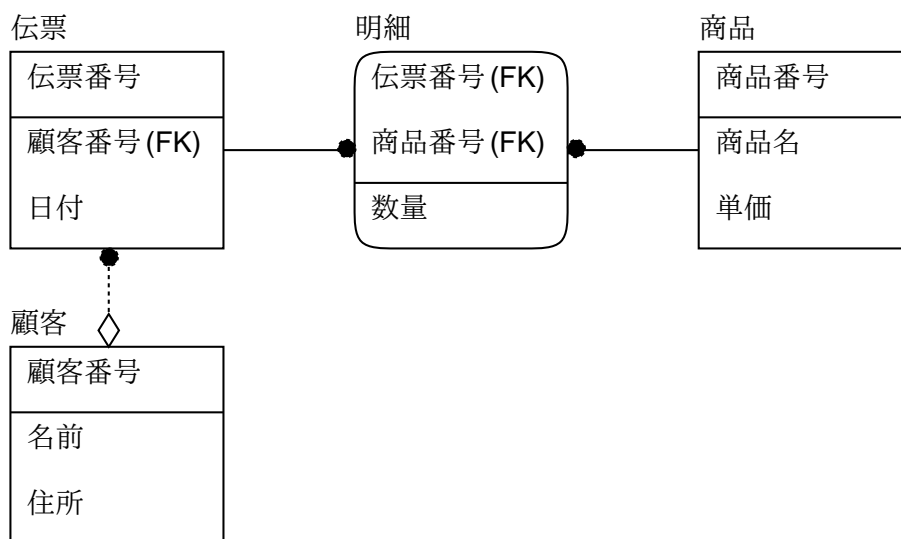 伝票
伝票番号
顧客番号(FK)
日付
明細
伝票番号(FK)
商品番号(FK)
数量
商品
商品番号
商品名
単価
顧客
顧客番号
名前
住所